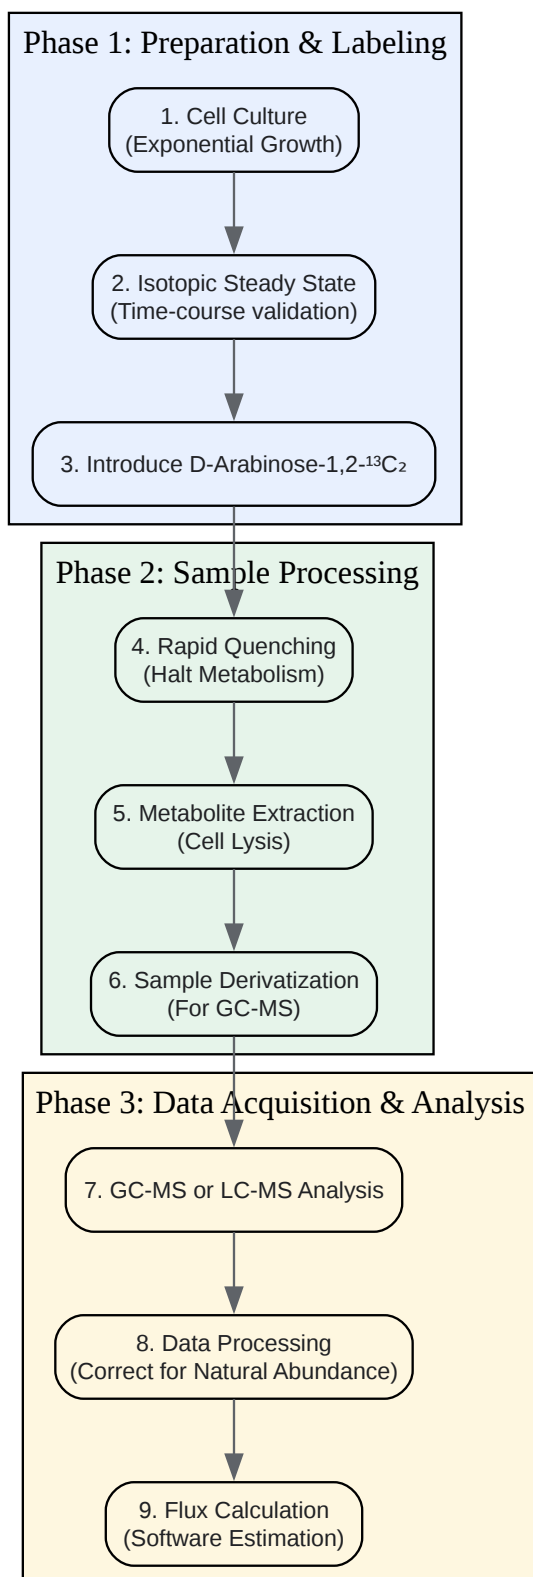 Phase 1: Preparation & Labeling
1. Cell Culture
(Exponential Growth)
2. Isotopic Steady State
(Time-course validation)
3. Introduce D-Arabinose-1,2-¹³C₂
Phase 2: Sample Processing
4. Rapid Quenching
(Halt Metabolism)
5. Metabolite Extraction
(Cell Lysis)
6. Sample Derivatization
(For GC-MS)
Phase 3: Data Acquisition & Analysis
7. GC-MS or LC-MS Analysis
8. Data Processing
(Correct for Natural Abundance)
9. Flux Calculation
(Software Estimation)